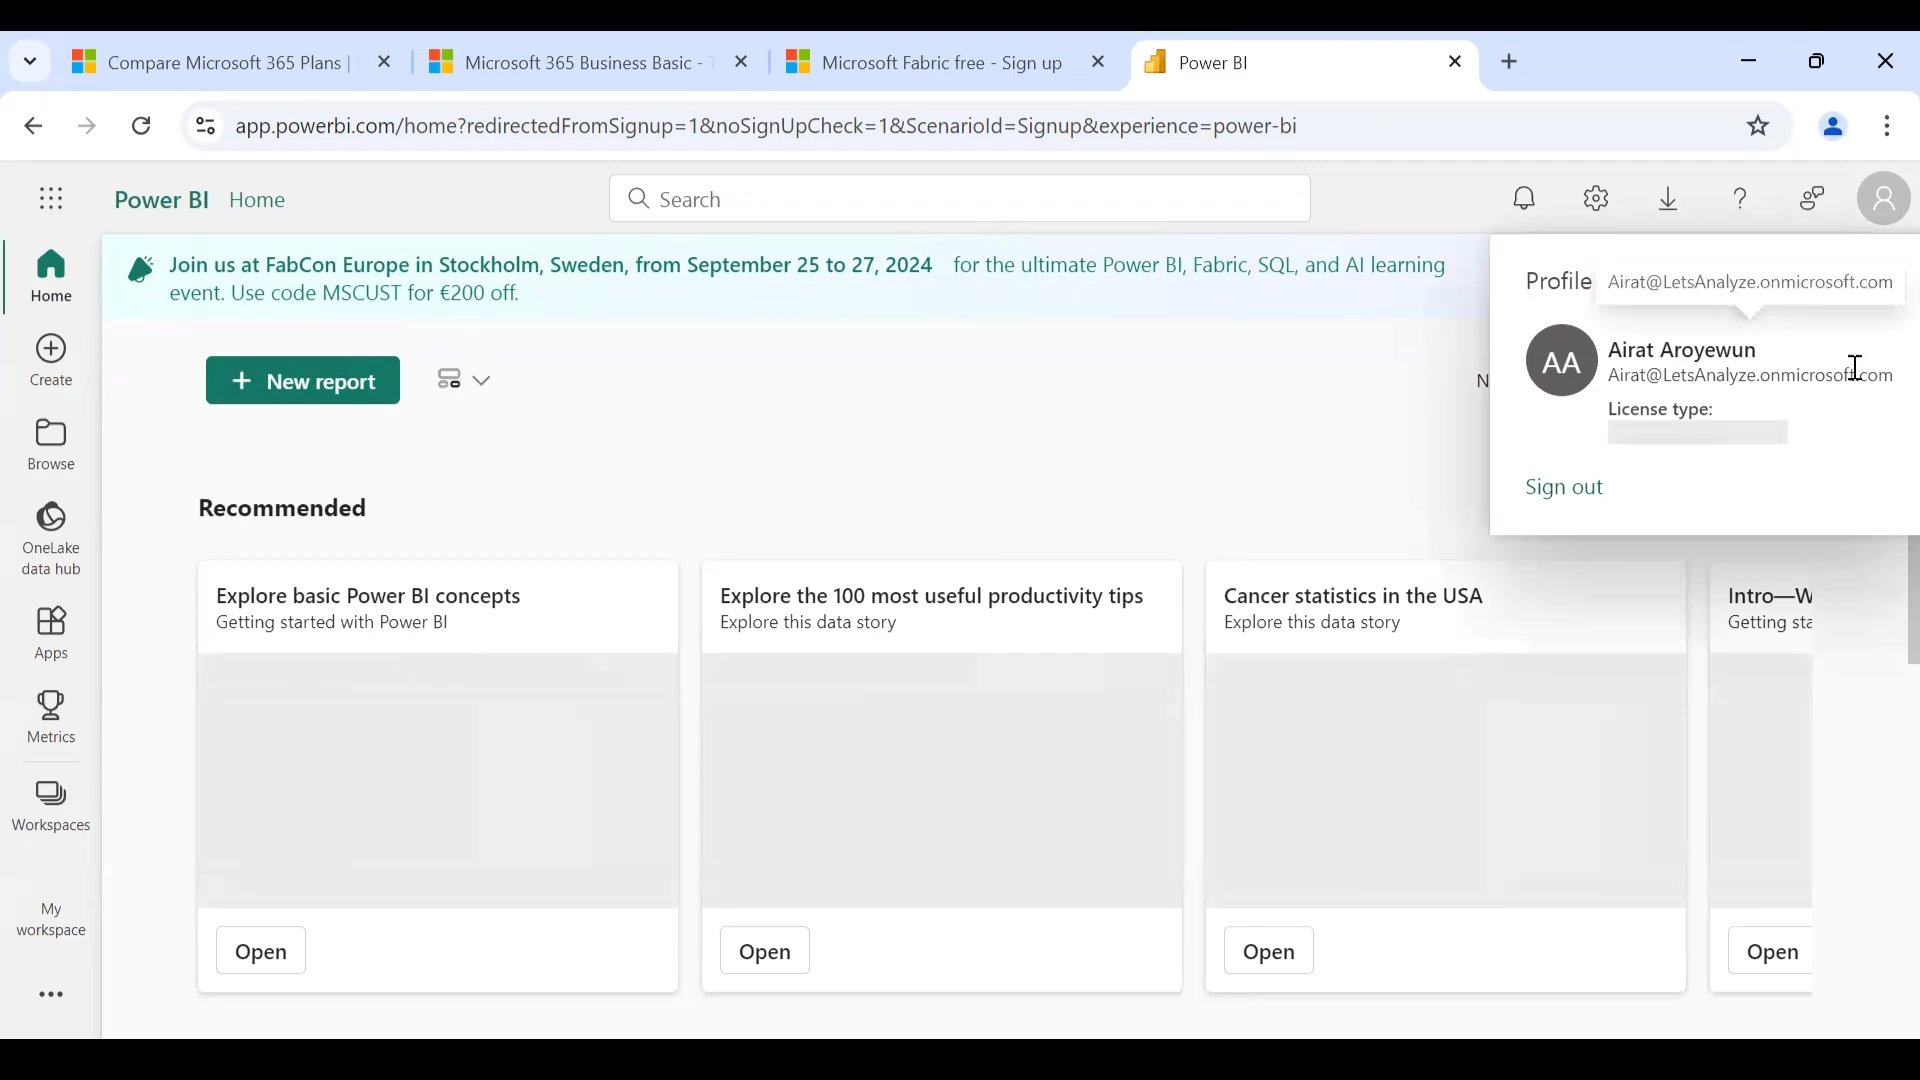 Compare Microsoft 365 Plans |
Microsoft 365 Business Basic -
Microsoft Fabric free - Sign up
Power BI
app.powerbi.com/home?redirectedFromSignup=1&noSignUpCheck=1&ScenarioId=Signup&experience=power-bi
Power BI Home
Search
Home
Create
Browse
OneLake
data hub
Apps
Metrics
Workspaces
My
workspace
Join us at FabCon Europe in Stockholm, Sweden, from September 25 to 27, 2024 for the ultimate Power BI, Fabric, SQL, and AI learning
event. Use code MSCUST for €200 off.
Profile
Airat@LetsAnalyze.onmicrosoft.com
AA
Airat Aroyewun
Airat@LetsAnalyze.onmicrosoft.com
License type:
Sign out
+ New report
N
Recommended
Explore basic Power BI concepts
Getting started with Power BI
Open
Explore the 100 most useful productivity tips
Explore this data story
Open
Cancer statistics in the USA
Explore this data story
Open
Intro—W
Getting sta
Open